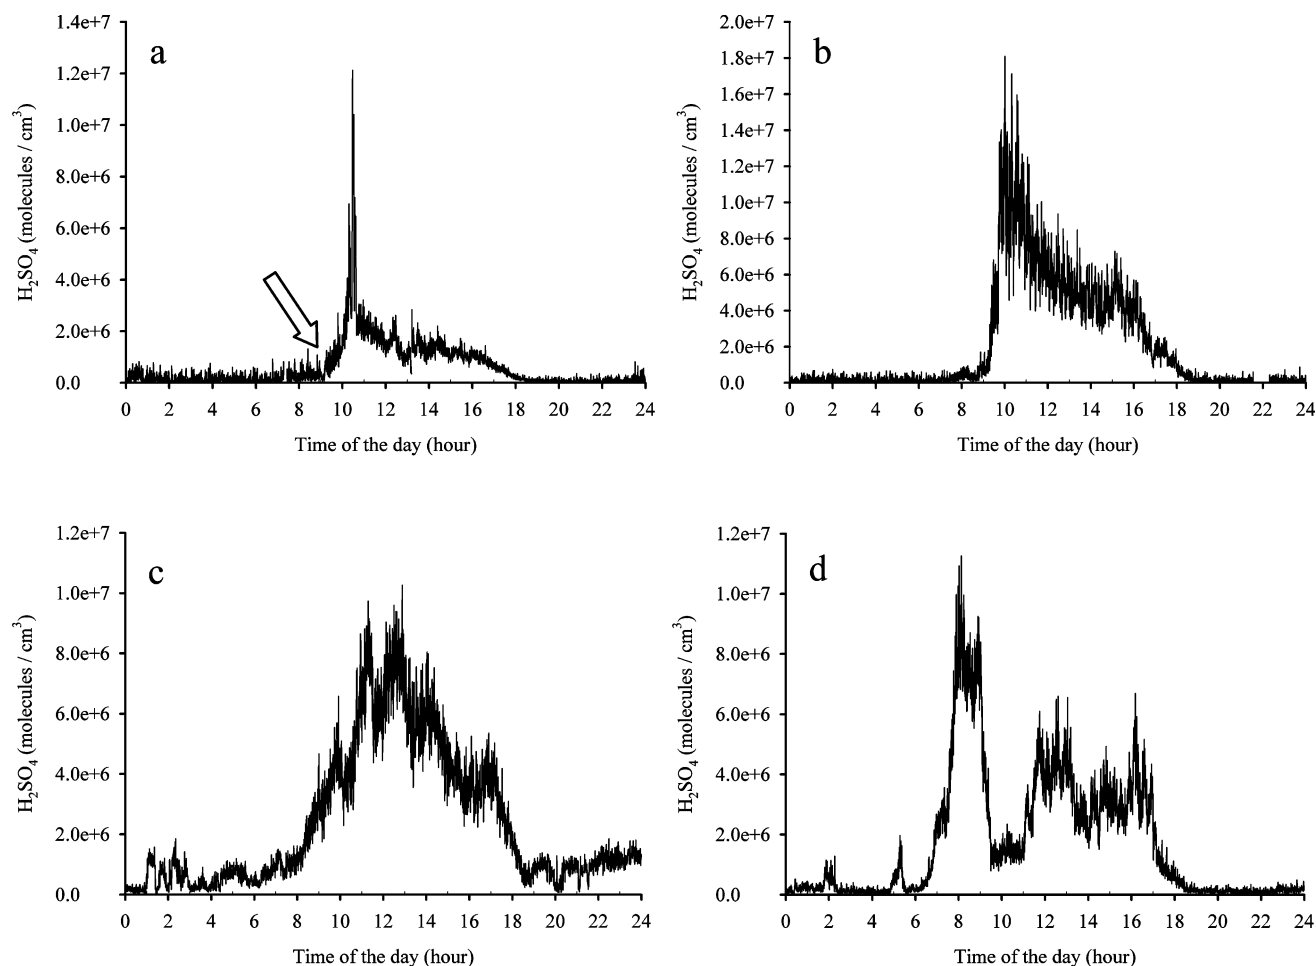 a
1.4e+7
1.2e+7
1.0e+7
8.0e+6
6.0e+6
4.0e+6
2.0e+6
0.0
H2SO4 (molecules / cm3)
0 2 4 6 8 10 12 14 16 18 20 22 24
Time of the day (hour)
b
2.0e+7
1.8e+7
1.6e+7
1.4e+7
1.2e+7
1.0e+7
8.0e+6
6.0e+6
4.0e+6
2.0e+6
0.0
H2SO4 (molecules / cm3)
0 2 4 6 8 10 12 14 16 18 20 22 24
Time of the day (hour)
c
1.2e+7
1.0e+7
8.0e+6
6.0e+6
4.0e+6
2.0e+6
0.0
H2SO4 (molecules / cm3)
0 2 4 6 8 10 12 14 16 18 20 22 24
Time of the day (hour)
d
1.2e+7
1.0e+7
8.0e+6
6.0e+6
4.0e+6
2.0e+6
0.0
H2SO4 (molecules / cm3)
0 2 4 6 8 10 12 14 16 18 20 22 24
Time of the day (hour)